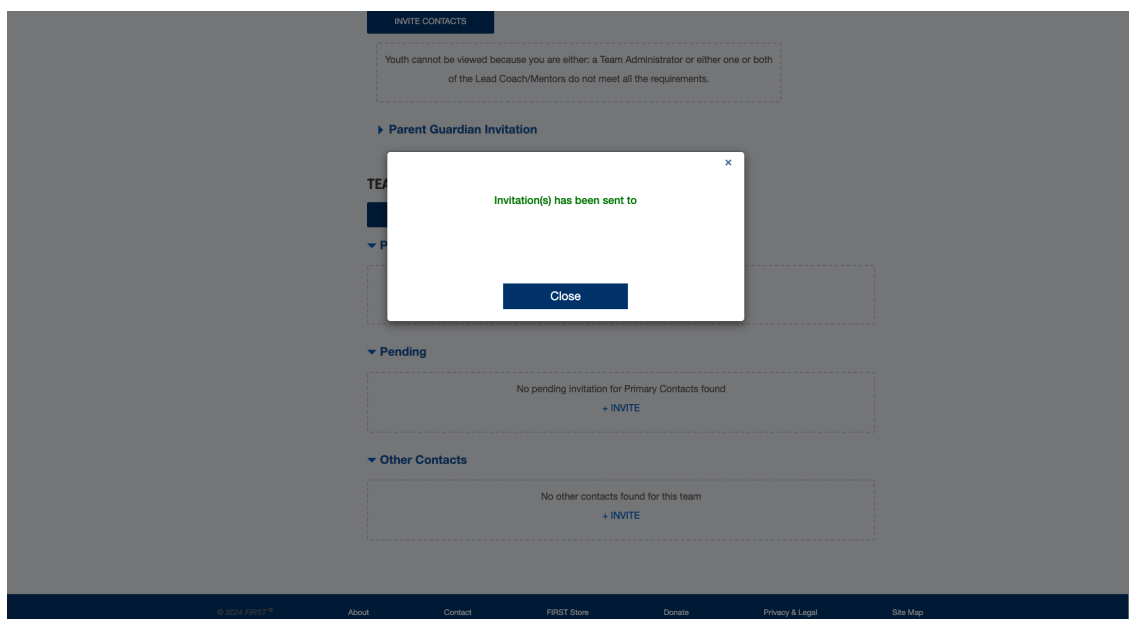 INVITE CONTACTS
Youth cannot be viewed because you are either: a Team Administrator or either one or both
of the Lead Coach/Mentors do not meet all the requirements.
Parent Guardian Invitation
×
TEA
Invitation(s) has been sent to
P
Close
Pending
No pending invitation for Primary Contacts found
+ INVITE
Other Contacts
No other contacts found for this team
+ INVITE
© 2024 FIRST ® About Contact FIRST Store Donate Privacy & Legal Site Map